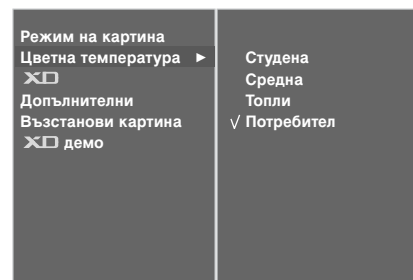 Режим на картина
Цветна температура ►
XD
Допълнителни
Възстанови картина
XD демо
Студена
Средна
Топли
√ Потребител